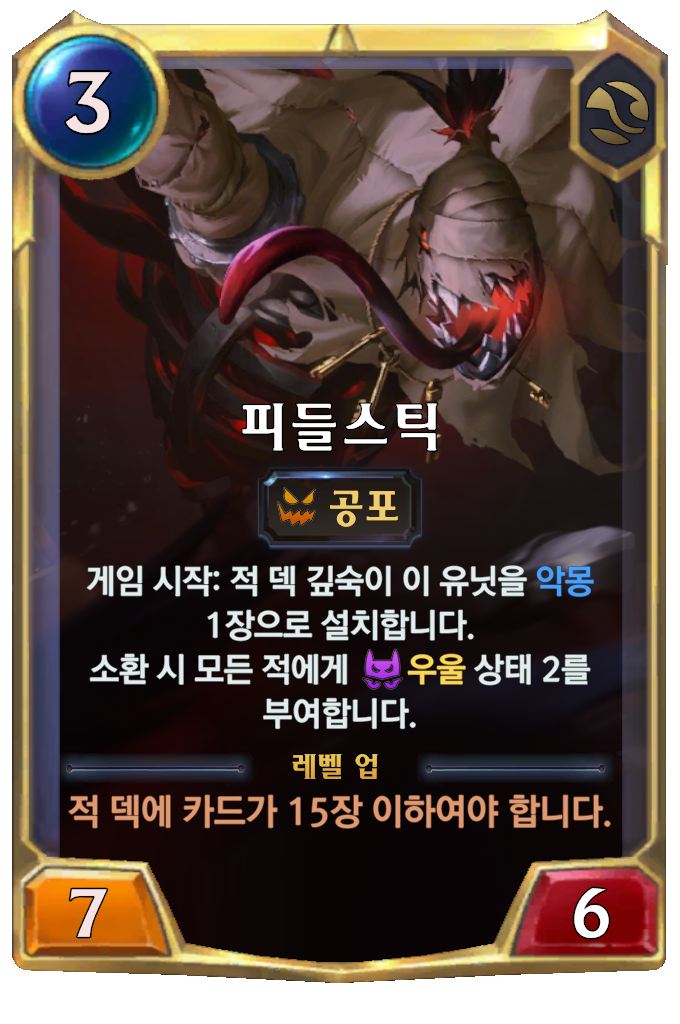 3
피들스틱
공포
게임 시작: 적 덱 깊숙이 이 유닛을 악몽
1장으로 설치합니다.
소환 시 모든 적에게 우울 상태 2를
부여합니다.
레벨 업
적 덱에 카드가 15장 이하여야 합니다.
7
6